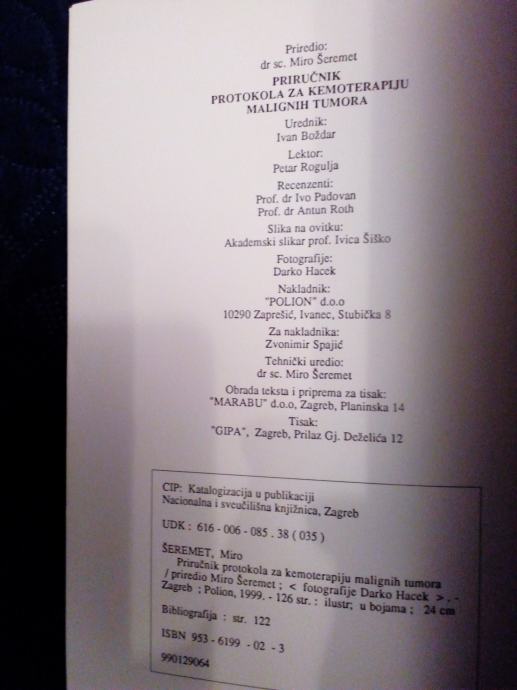 Priredio:
dr sc. Miro Šeremet
PRIRUČNIK
PROTOKOLA ZA KEMOTERAPIJU
MALIGNIH TUMORA
Urednik:
Ivan Boždar
Lektor:
Petar Rogulja
Recenzenti:
Prof. dr Ivo Padovan
Prof. dr Antun Roth
Slika na ovitku:
Akademski slikar prof. Ivica Šiško
Fotografije:
Darko Hacek
Nakladnik:
"POLION" d.o.o
10290 Zaprešić, Ivanec, Stubička 8
Za nakladnika:
Zvonimir Spajić
Tehnički uredio:
dr sc. Miro Šeremet
Obrada teksta i priprema za tisak:
"MARABU" d.o.o, Zagreb, Planinska 14
Tisak:
"GIPA", Zagreb, Prilaz Gj. Deželića 12
CIP: Katalogizacija u publikaciji
Nacionalna i sveučilišna knjižnica, Zagreb
UDK : 616 - 006 - 085 . 38 ( 035 )
ŠEREMET, Miro
Priručnik protokola za kemoterapiju malignih tumora
/ priredio Miro Šeremet ; < fotografije Darko Hacek > . -
Zagreb ; Polion, 1999. - 126 str. : ilustr; u bojama ; 24 cm
Bibliografija : str. 122
ISBN 953 - 6199 - 02 - 3
990129064